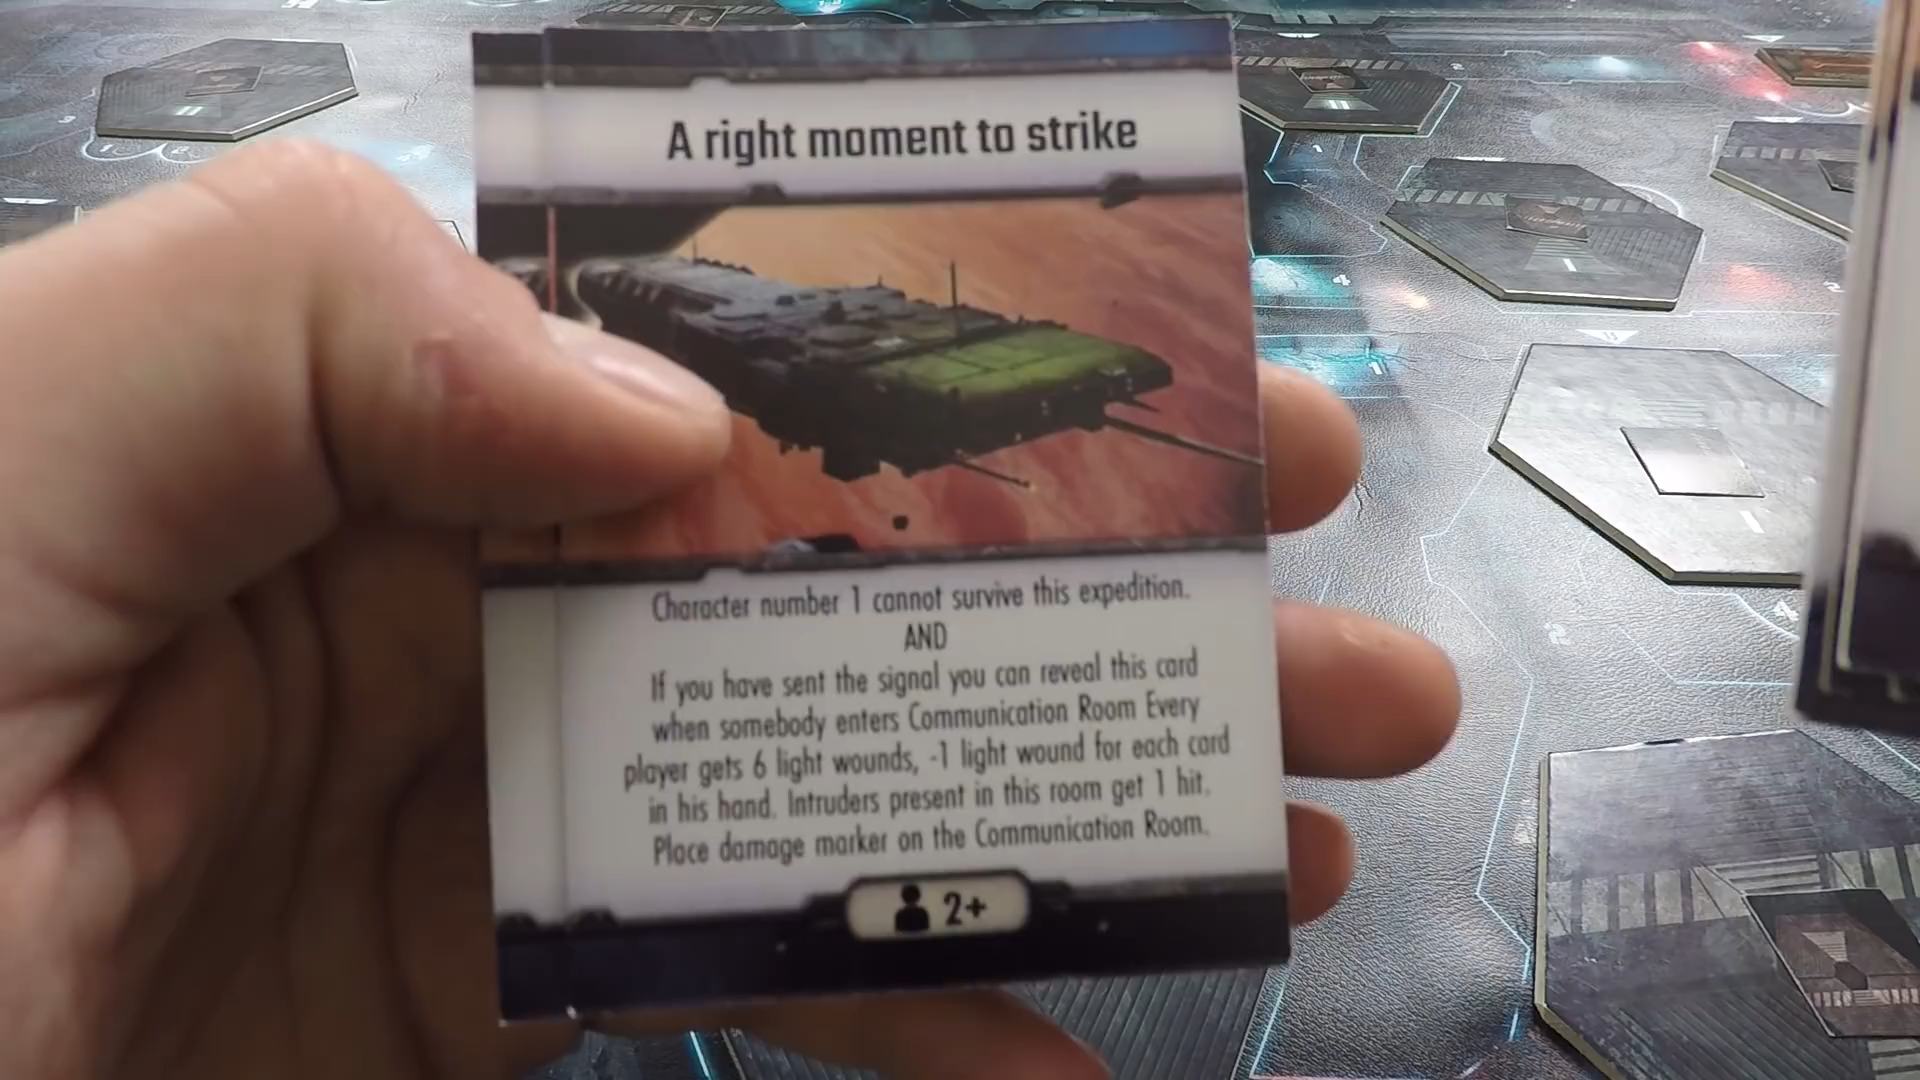 A right moment to strike
Character number 1 cannot survive this expedition.
AND
If you have sent the signal you can reveal this card
when somebody enters Communication Room Every
player gets 6 light wounds, -1 light wound for each card
in his hand. Intruders present in this room get 1 hit.
Place damage marker on the Communication Room.
2+